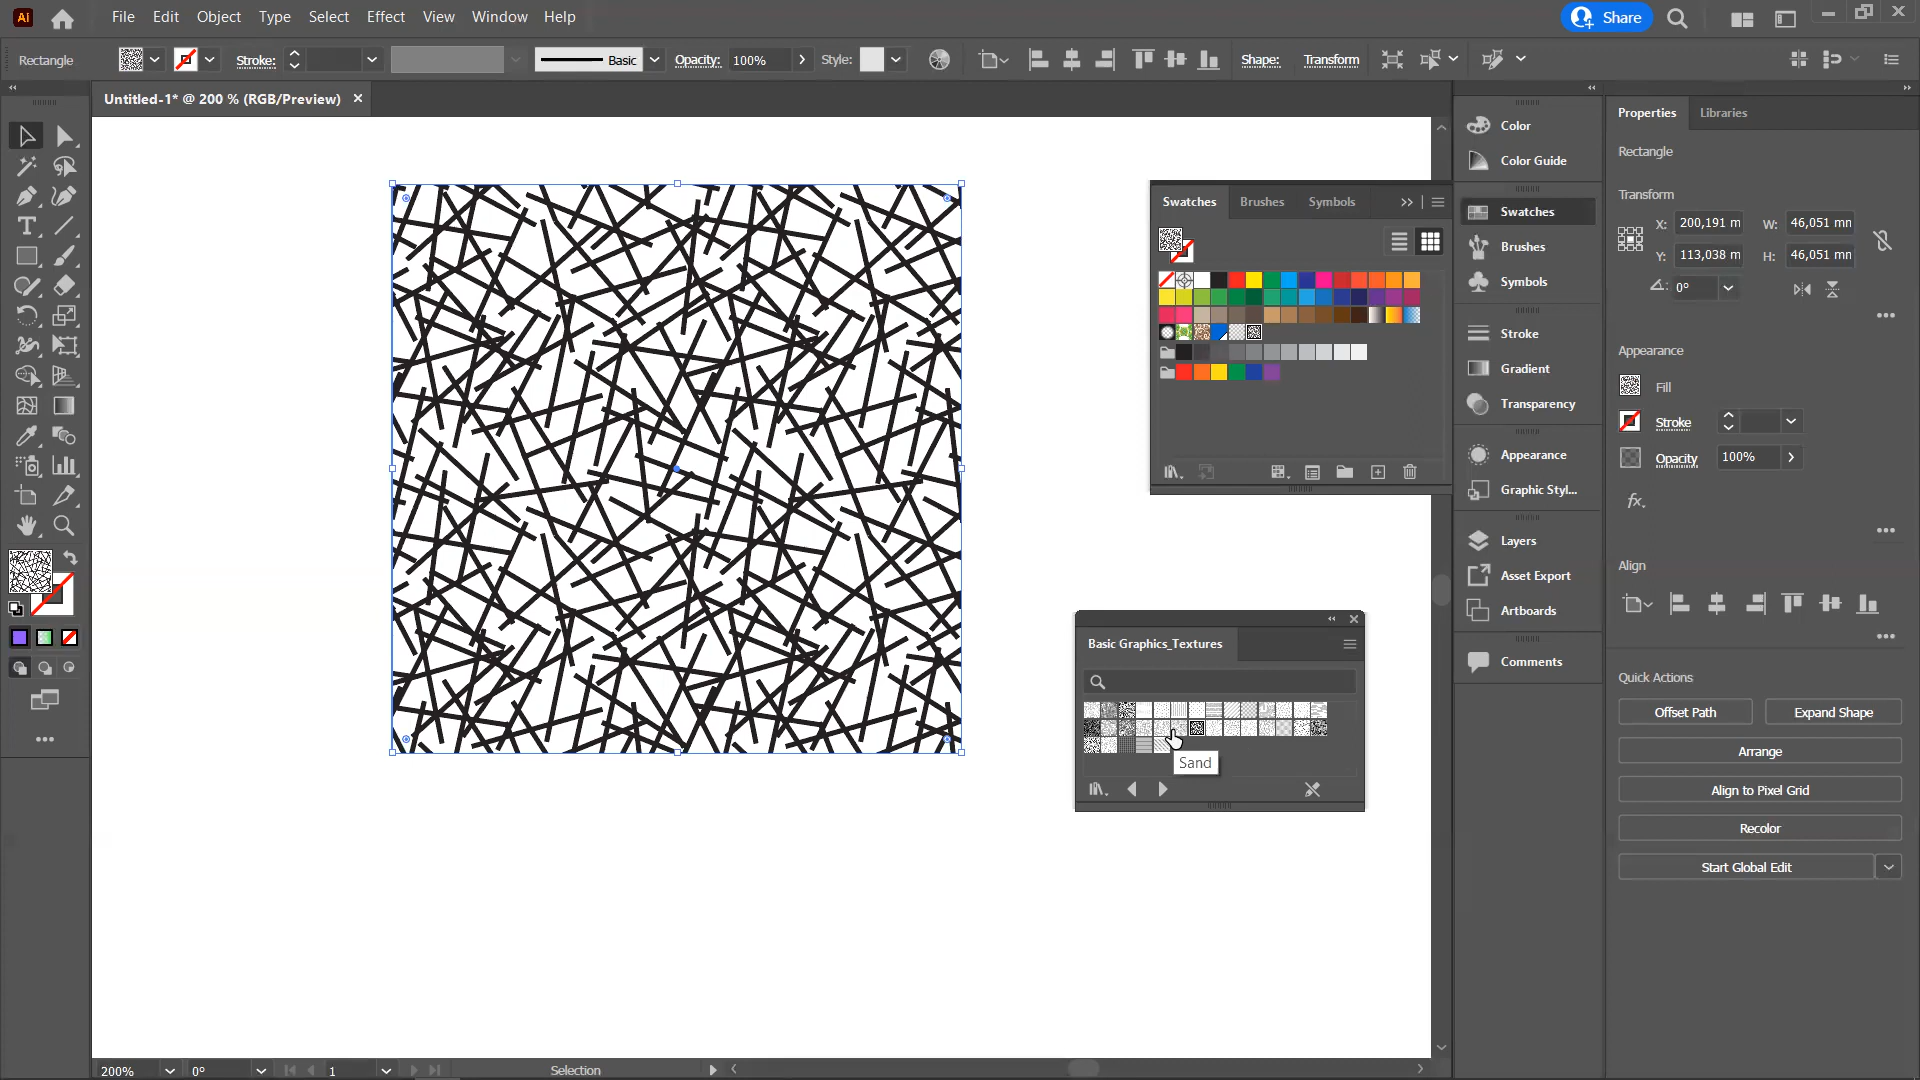 Ai File Edit Object Type Select Effect View Window Help Share
Rectangle Stroke: Basic Opacity: 100% Style: Shape: Transform
Untitled-1* @ 200 % (RGB/Preview)
Swatches Brushes Symbols
Basic Graphics_Textures
Sand
Color
Color Guide
Swatches
Brushes
Symbols
Stroke
Gradient
Transparency
Appearance
Graphic Styl...
Layers
Asset Export
Artboards
Comments
Properties Libraries
Rectangle
Transform
X: 200,191 m W: 46,051 mn
Y: 113,038 m H: 46,051 mn
0°
Appearance
Fill
Stroke
Opacity 100%
fx.
Align
Quick Actions
Offset Path Expand Shape
Arrange
Align to Pixel Grid
Recolor
Start Global Edit
200% 0° 1 Selection